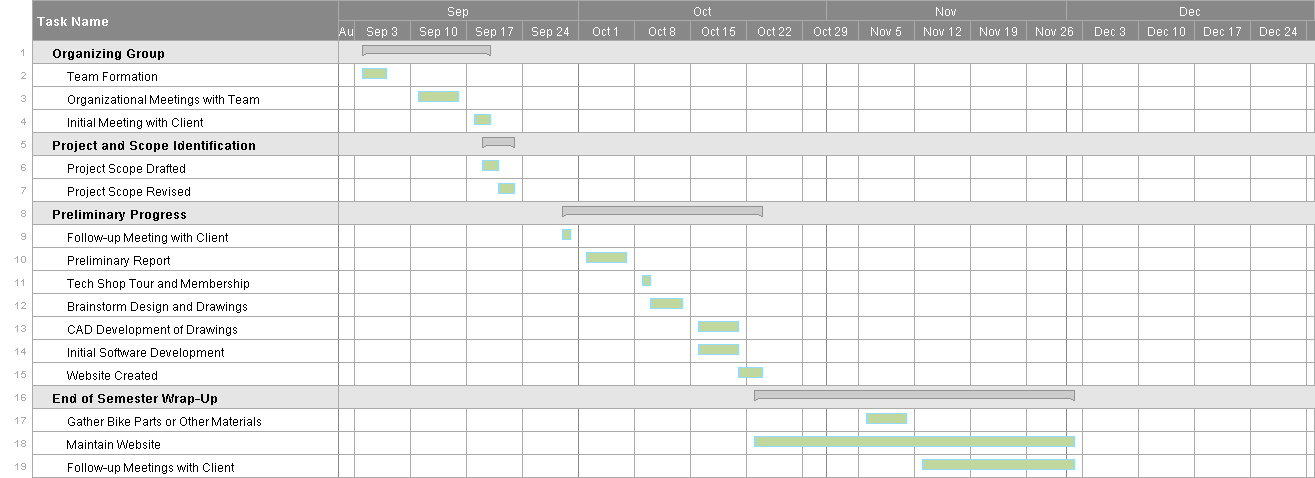 Task Name
Sep Oct Nov Dec
Au Sep 3 Sep 10 Sep 17 Sep 24 Oct 1 Oct 8 Oct 15 Oct 22 Oct 29 Nov 5 Nov 12 Nov 19 Nov 26 Dec 3 Dec 10 Dec 17 Dec 24
1 Organizing Group
2 Team Formation
3 Organizational Meetings with Team
4 Initial Meeting with Client
5 Project and Scope Identification
6 Project Scope Drafted
7 Project Scope Revised
8 Preliminary Progress
9 Follow-up Meeting with Client
10 Preliminary Report
11 Tech Shop Tour and Membership
12 Brainstorm Design and Drawings
13 CAD Development of Drawings
14 Initial Software Development
15 Website Created
16 End of Semester Wrap-Up
17 Gather Bike Parts or Other Materials
18 Maintain Website
19 Follow-up Meetings with Client